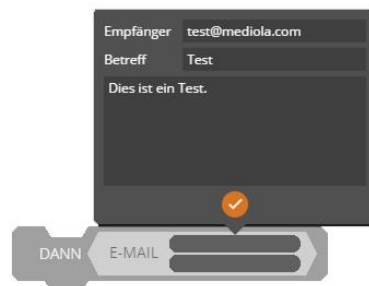 Empfänger test@mediola.com
Betreff Test
Dies ist ein Test.
DANN E-MAIL